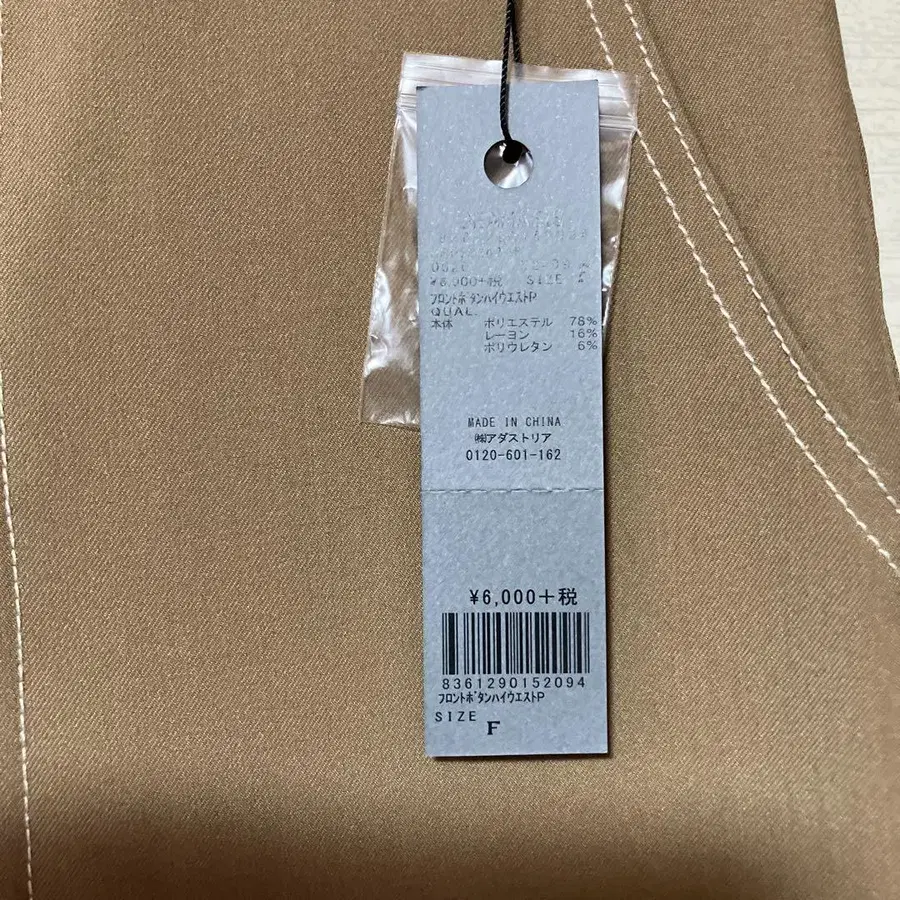 ¥6,000+税 SIZE F
フロントボタンハイウエストP
QUAL.
本体 ポリエステル 78%
レーヨン 16%
ポリウレタン 6%
MADE IN CHINA
㈱アダストリア
0120-601-162
¥6,000+税
8361290152094
フロントボタンハイウエストP
SIZE F